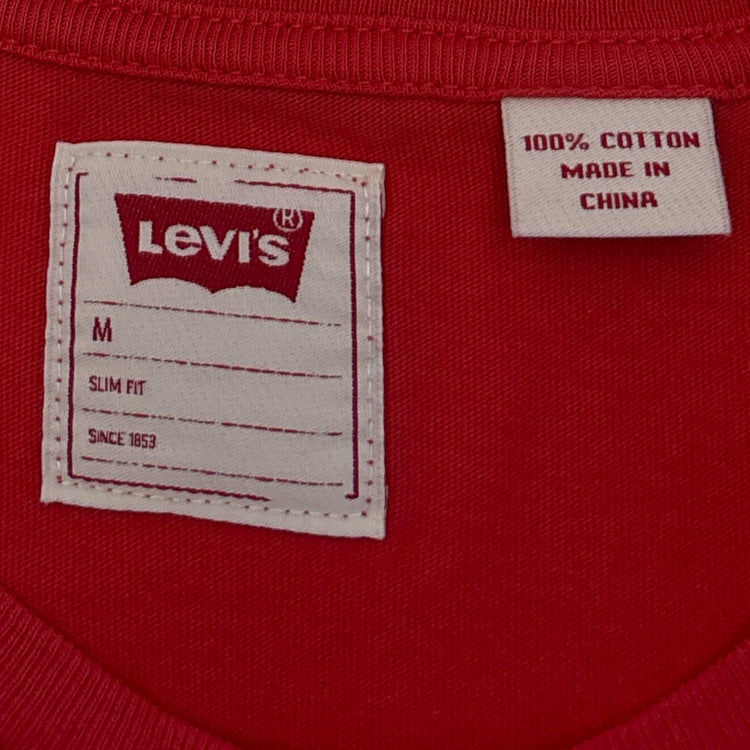 Levi's®
M
SLIM FIT
SINCE 1853
100% COTTON
MADE IN
CHINA